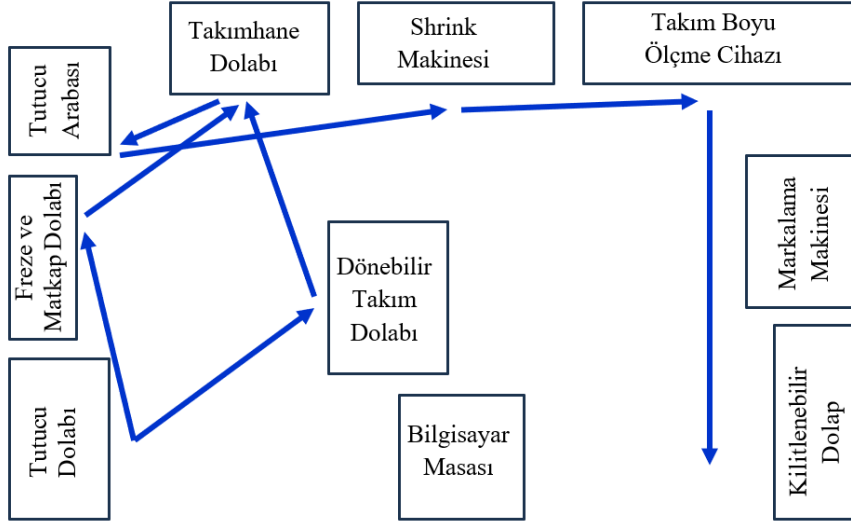 Takımhane
Dolabı
Shrink
Makinesi
Takım Boyu
Ölçme Cihazı
Tutucu
Arabası
Freze ve
Matkap Dolabı
Dönebilir
Takım
Dolabı
Markalama
Makinesi
Tutucu
Dolabı
Bilgisayar
Masası
Kilitlenebilir
Dolap